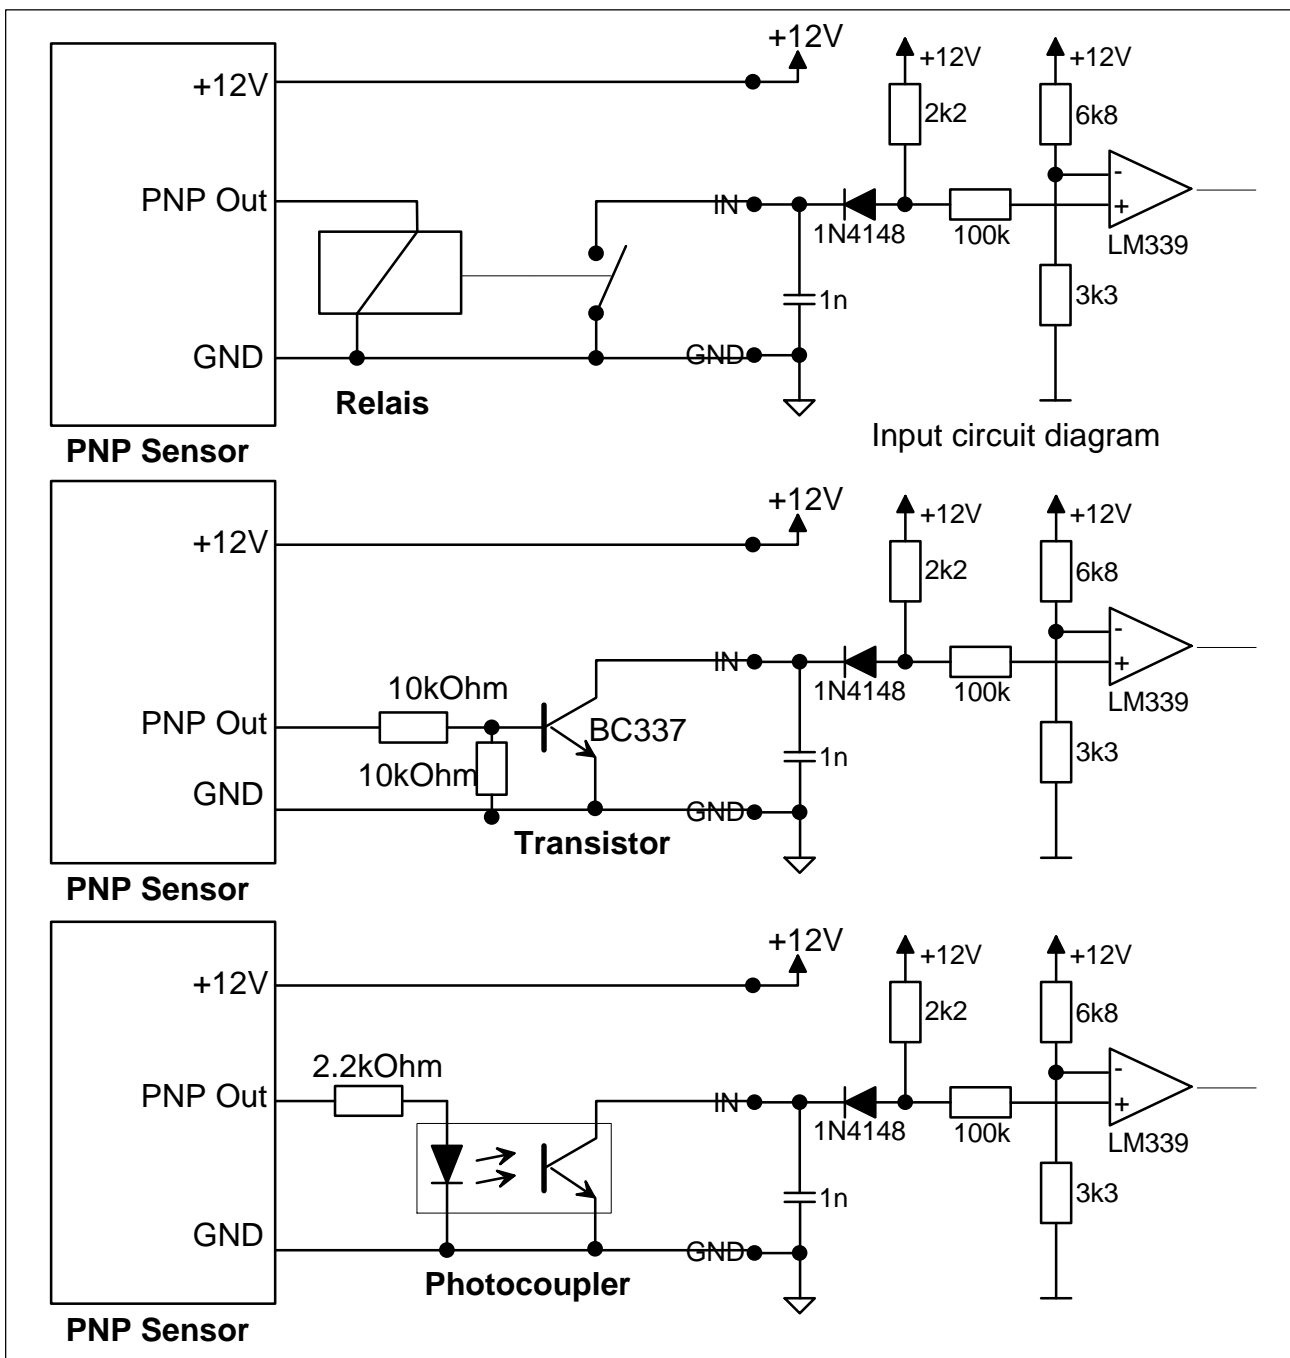 +12V
+12V
+12V
+12V
2k2
6k8
PNP Out
IN
-
+
1N4148
100k
LM339
1n
3k3
GND
GND
Relais
Input circuit diagram
PNP Sensor
+12V
+12V
+12V
+12V
2k2
6k8
10kOhm
IN
-
+
1N4148
100k
LM339
PNP Out
BC337
10kOhm
1n
3k3
GND
GND
Transistor
PNP Sensor
+12V
+12V
+12V
+12V
2k2
6k8
2.2kOhm
PNP Out
IN
-
+
1N4148
100k
LM339
1n
3k3
GND
GND
Photocoupler
PNP Sensor